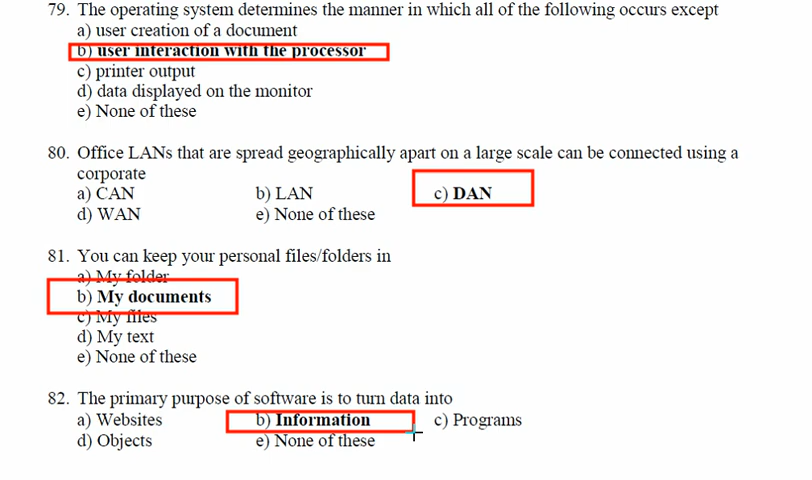 79. The operating system determines the manner in which all of the following occurs except
a) user creation of a document
b) user interaction with the processor
c) printer output
d) data displayed on the monitor
e) None of these
80. Office LANs that are spread geographically apart on a large scale can be connected using a
corporate
a) CAN b) LAN c) DAN
d) WAN e) None of these
81. You can keep your personal files/folders in
a) My folder
b) My documents
c) My files
d) My text
e) None of these
82. The primary purpose of software is to turn data into
a) Websites b) Information c) Programs
d) Objects e) None of these